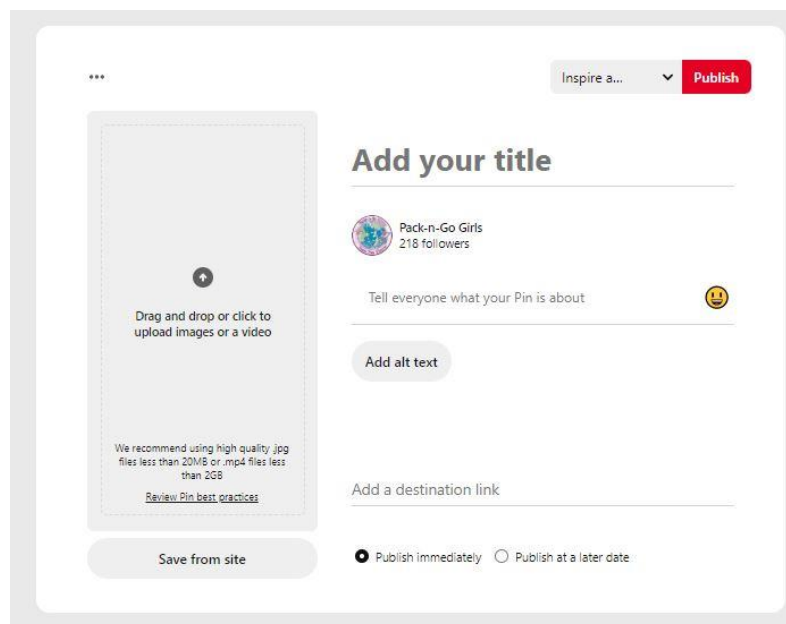 ...
Inspire a...
Publish
Add your title
Pack-n-Go Girls
218 followers
Tell everyone what your Pin is about
Drag and drop or click to
upload images or a video
Add alt text
We recommend using high quality .jpg
files less than 20MB or .mp4 files less
than 2GB
Review Pin best practices
Add a destination link
Save from site
Publish immediately
Publish at a later date